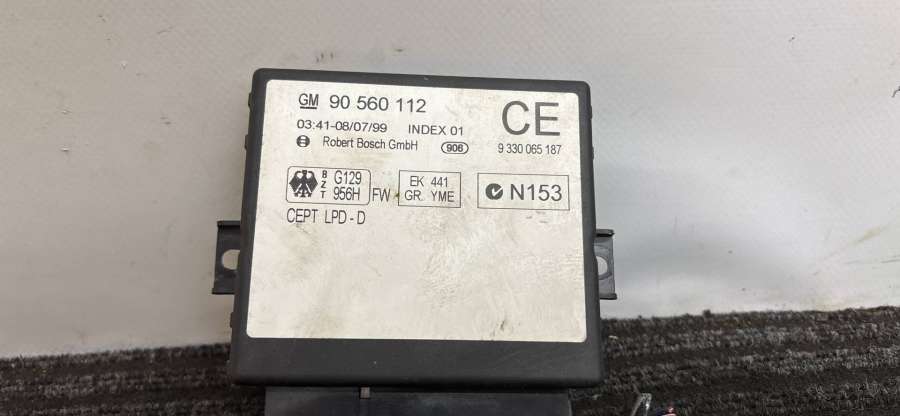 GM 90 560 112
CE
03:41-08/07/99 INDEX 01
Robert Bosch GmbH 906
9 330 065 187
BZT G129 956H FW
EK 441
GR. YME
N153
CEPT LPD - D